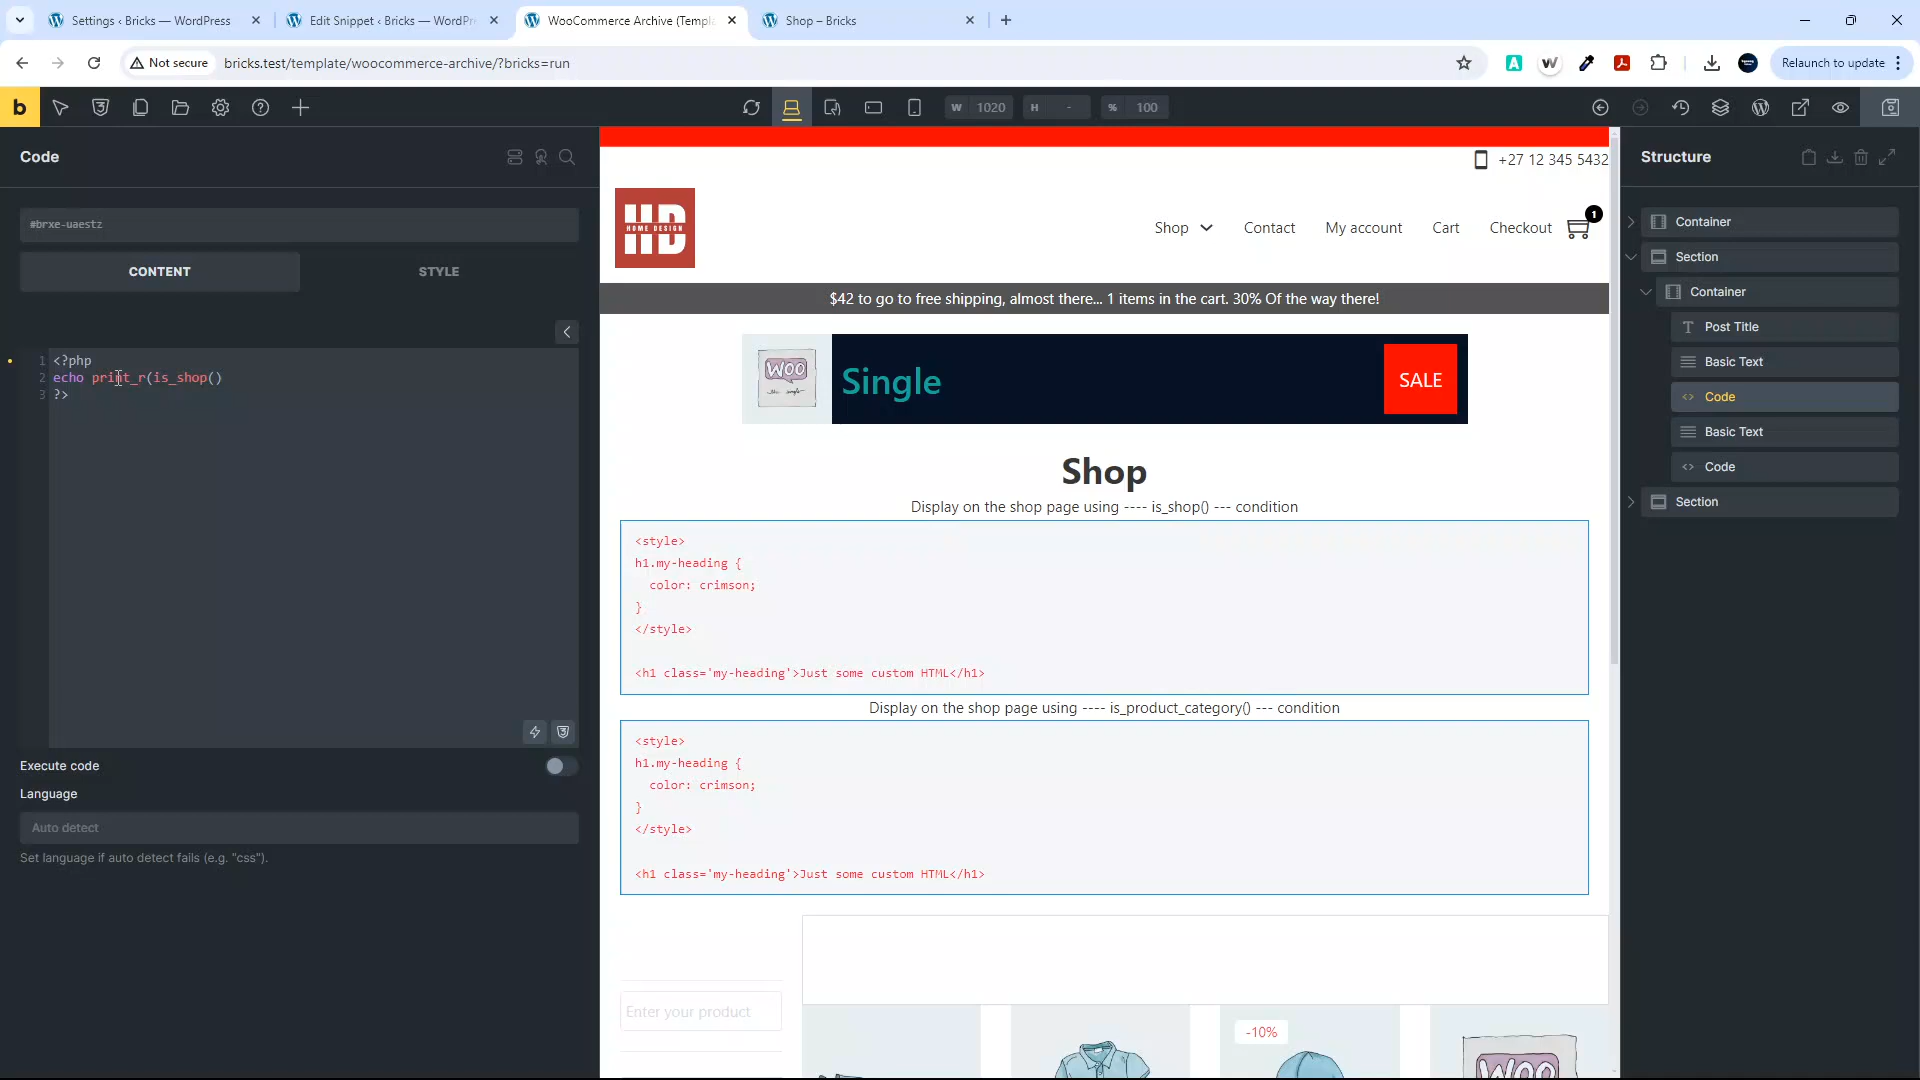 Settings ‹ Bricks — WordPress
Edit Snippet ‹ Bricks — WordPr
WooCommerce Archive (Templa
Shop – Bricks
Not secure
bricks.test/template/woocommerce-archive/?bricks=run
Relaunch to update
b
W 1020
H -
% 100
Code
#brxe-uaestz
CONTENT
STYLE
1 <?php
2 echo print_r(is_shop()
3 ?>
Execute code
Language
Auto detect
Set language if auto detect fails (e.g. "css").
+27 12 345 5432
HD
HOME DESIGN
Shop
Contact
My account
Cart
Checkout
1
$42 to go to free shipping, almost there... 1 items in the cart. 30% Of the way there!
WOO
Single
SALE
Shop
Display on the shop page using ---- is_shop() --- condition
<style>
h1.my-heading {
color: crimson;
}
</style>
<h1 class='my-heading'>Just some custom HTML</h1>
Display on the shop page using ---- is_product_category() --- condition
<style>
h1.my-heading {
color: crimson;
}
</style>
<h1 class='my-heading'>Just some custom HTML</h1>
Enter your product
-10%
WOO
Structure
Container
Section
Container
Post Title
Basic Text
Code
Basic Text
Code
Section